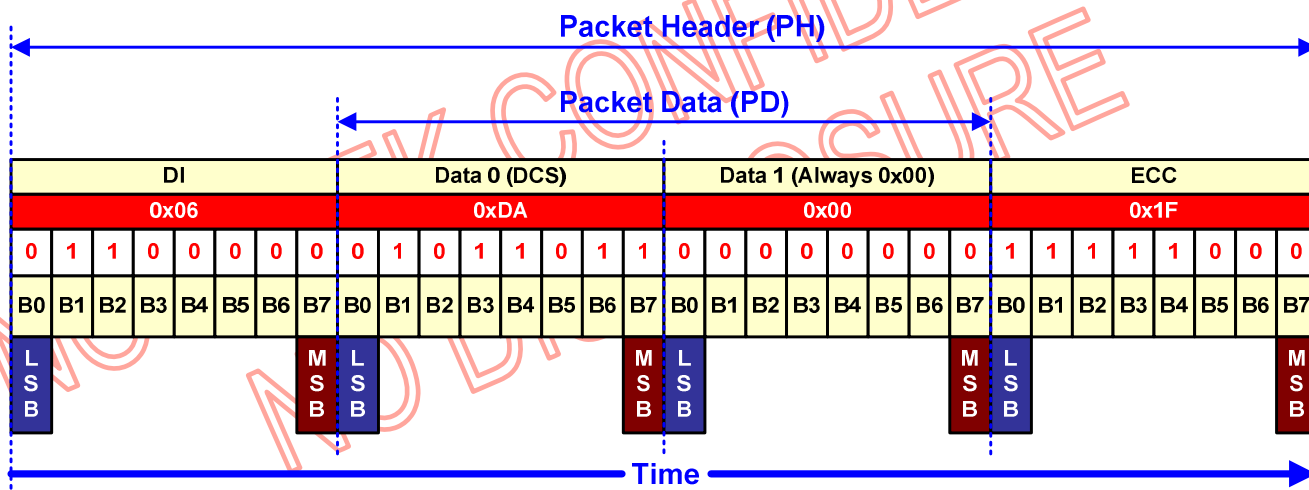 Packet Header (PH)
Packet Data (PD)
DI Data 0 (DCS) Data 1 (Always 0x00) ECC
0x06 0xDA 0x00 0x1F
0 1 1 0 0 0 0 0 0 1 0 1 1 0 1 1 0 0 0 0 0 0 0 0 1 1 1 1 1 0 0 0
B0 B1 B2 B3 B4 B5 B6 B7 B0 B1 B2 B3 B4 B5 B6 B7 B0 B1 B2 B3 B4 B5 B6 B7 B0 B1 B2 B3 B4 B5 B6 B7
LSB MSB LSB MSB LSB MSB LSB MSB
Time
NO DISCLOSURE